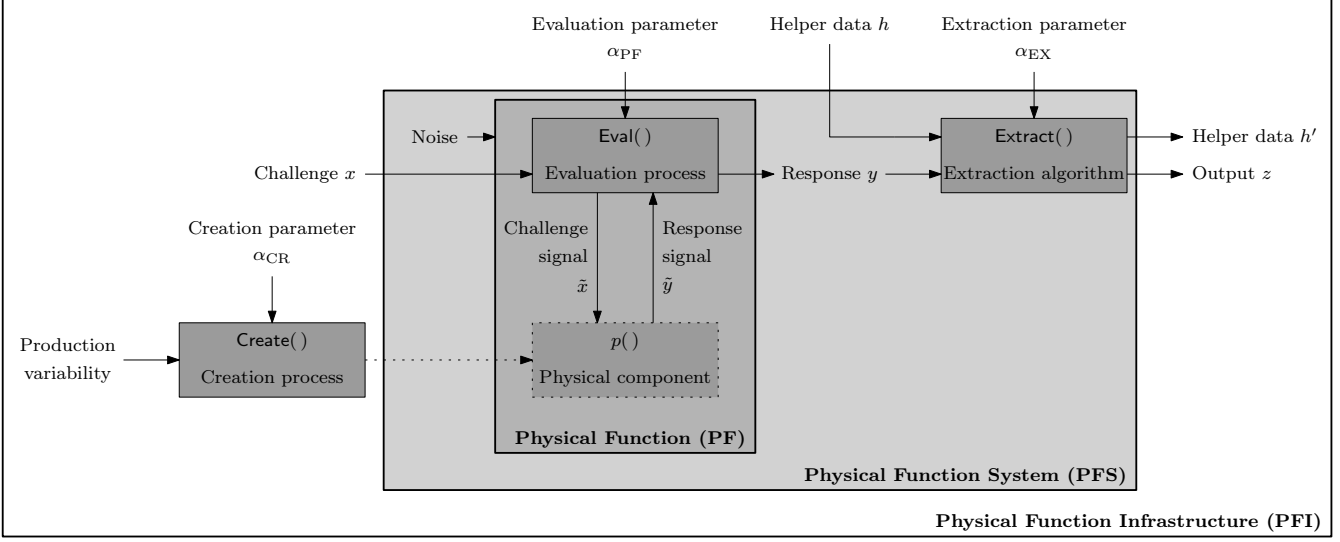 Evaluation parameter
α_PF
Helper data h
Extraction parameter
α_EX
Noise
Eval( )
Evaluation process
Extract( )
Extraction algorithm
Helper data h′
Challenge x
Response y
Output z
Creation parameter
α_CR
Challenge
signal
x̃
Response
signal
ỹ
Production
variability
Create( )
Creation process
p( )
Physical component
Physical Function (PF)
Physical Function System (PFS)
Physical Function Infrastructure (PFI)